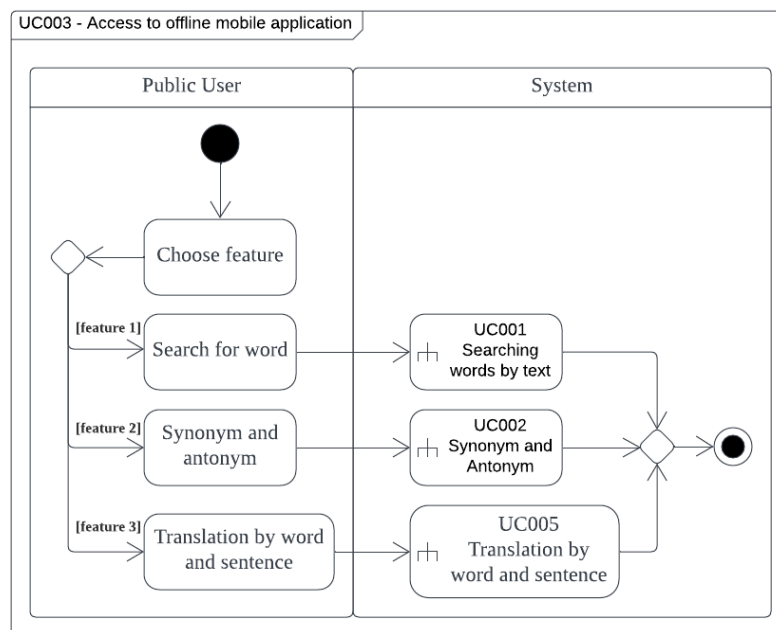 UC003 - Access to offline mobile application
Public User
System
Choose feature
[feature 1]
Search for word
UC001
Searching
words by text
[feature 2]
Synonym and
antonym
UC002
Synonym and
Antonym
[feature 3]
Translation by word
and sentence
UC005
Translation by
word and sentence